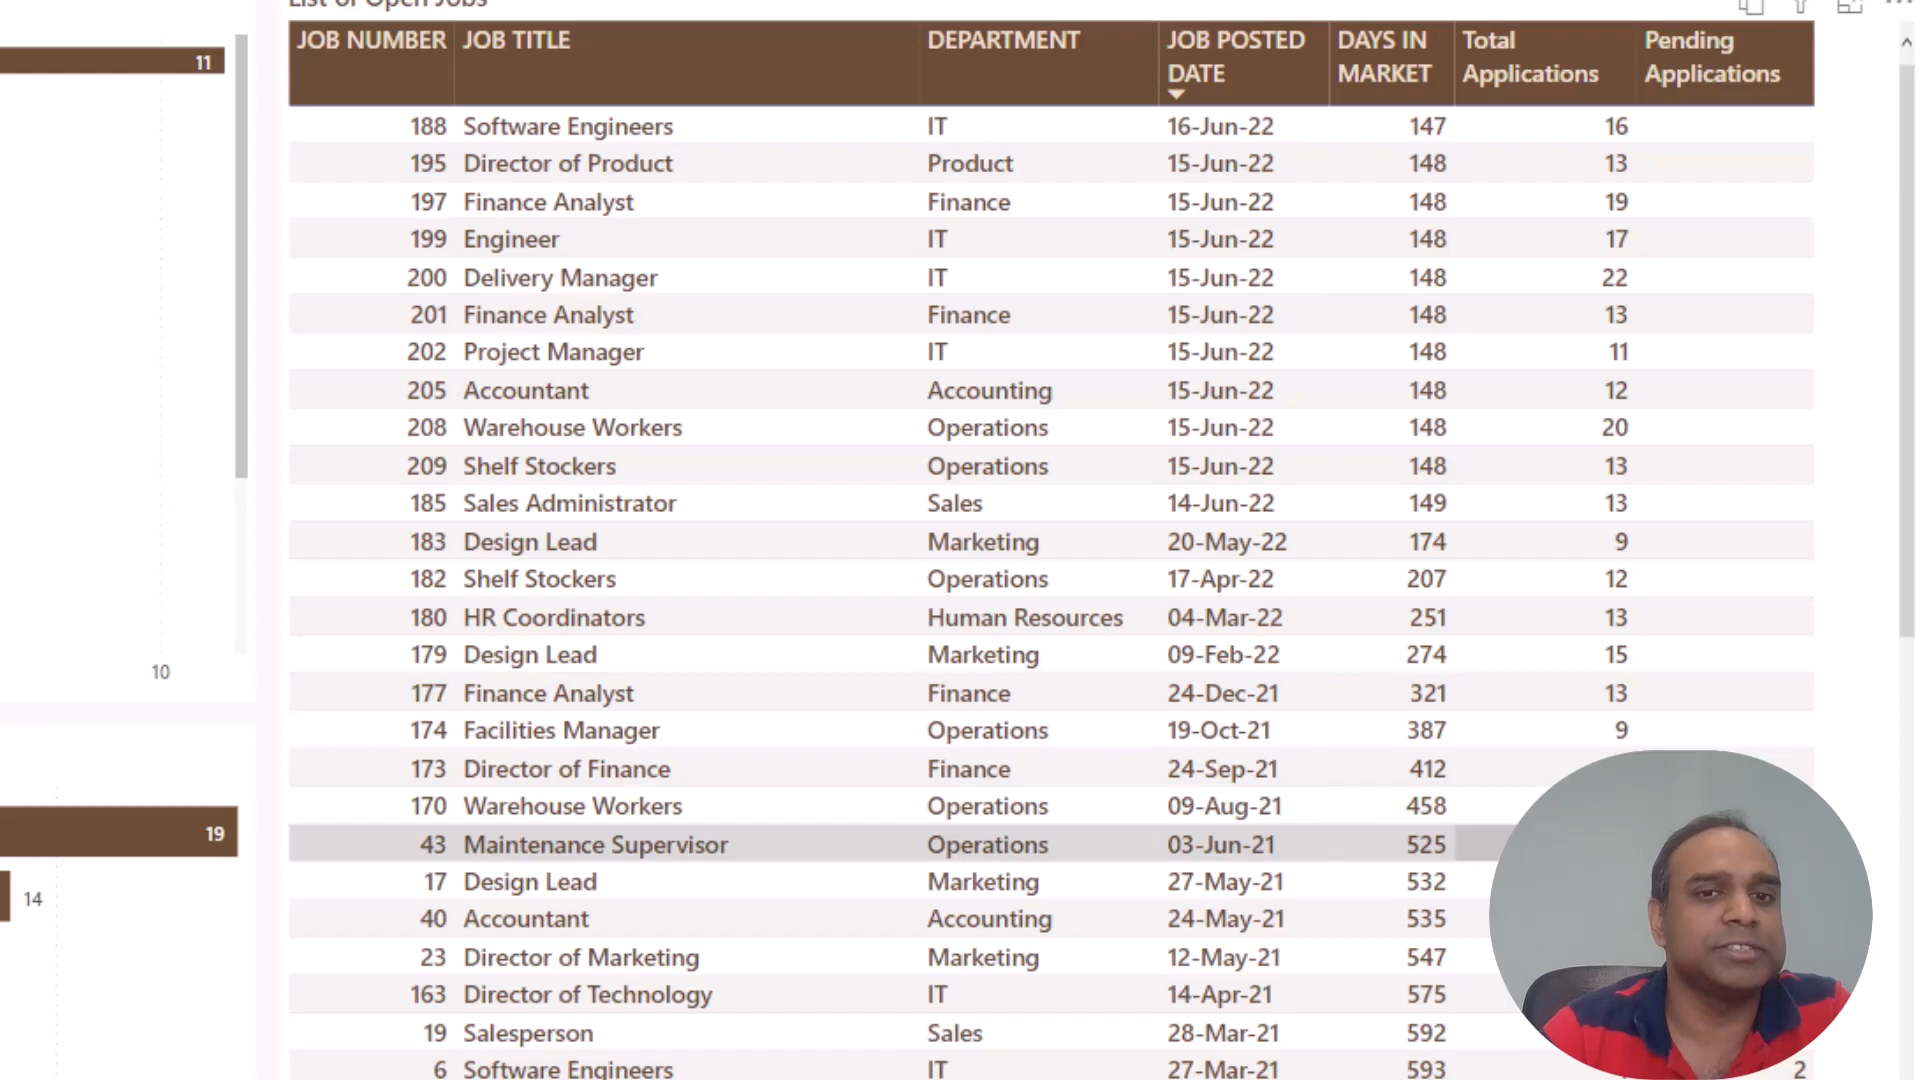 List of Open Jobs
JOB NUMBER JOB TITLE DEPARTMENT JOB POSTED DATE DAYS IN MARKET Total Applications Pending Applications
188 Software Engineers IT 16-Jun-22 147 16
195 Director of Product Product 15-Jun-22 148 13
197 Finance Analyst Finance 15-Jun-22 148 19
199 Engineer IT 15-Jun-22 148 17
200 Delivery Manager IT 15-Jun-22 148 22
201 Finance Analyst Finance 15-Jun-22 148 13
202 Project Manager IT 15-Jun-22 148 11
205 Accountant Accounting 15-Jun-22 148 12
208 Warehouse Workers Operations 15-Jun-22 148 20
209 Shelf Stockers Operations 15-Jun-22 148 13
185 Sales Administrator Sales 14-Jun-22 149 13
183 Design Lead Marketing 20-May-22 174 9
182 Shelf Stockers Operations 17-Apr-22 207 12
180 HR Coordinators Human Resources 04-Mar-22 251 13
179 Design Lead Marketing 09-Feb-22 274 15
177 Finance Analyst Finance 24-Dec-21 321 13
174 Facilities Manager Operations 19-Oct-21 387 9
173 Director of Finance Finance 24-Sep-21 412
170 Warehouse Workers Operations 09-Aug-21 458
43 Maintenance Supervisor Operations 03-Jun-21 525
17 Design Lead Marketing 27-May-21 532
40 Accountant Accounting 24-May-21 535
23 Director of Marketing Marketing 12-May-21 547
163 Director of Technology IT 14-Apr-21 575
19 Salesperson Sales 28-Mar-21 592
6 Software Engineers IT 27-Mar-21 593 2
11
10
19
14